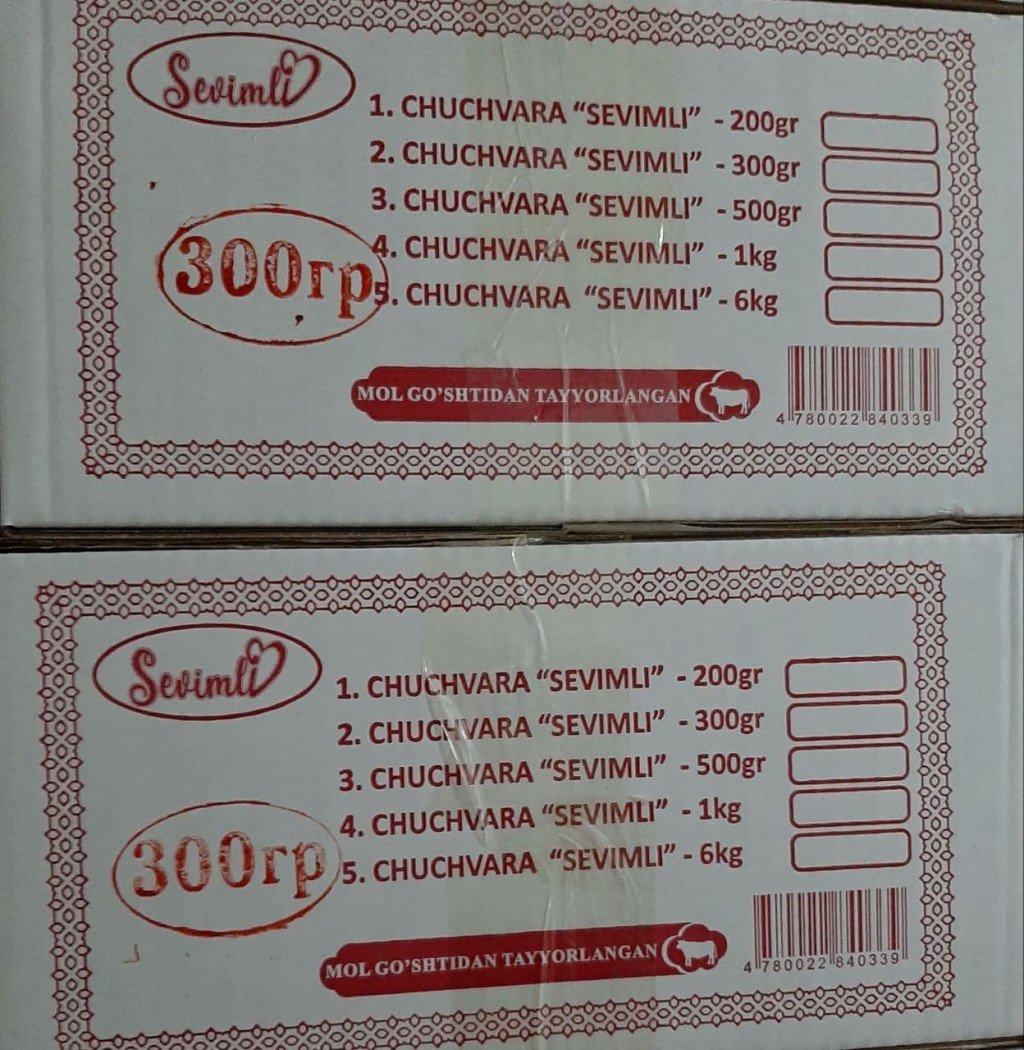 Sevimli
1. CHUCHVARA “SEVIMLI” - 200gr
2. CHUCHVARA “SEVIMLI” - 300gr
3. CHUCHVARA “SEVIMLI” - 500gr
4. CHUCHVARA “SEVIMLI” - 1kg
5. CHUCHVARA “SEVIMLI” - 6kg
300гр
MOL GO’SHTIDAN TAYYORLANGAN
4 780022 840339
Sevimli
1. CHUCHVARA “SEVIMLI” - 200gr
2. CHUCHVARA “SEVIMLI” - 300gr
3. CHUCHVARA “SEVIMLI” - 500gr
4. CHUCHVARA “SEVIMLI” - 1kg
5. CHUCHVARA “SEVIMLI” - 6kg
300гр
MOL GO’SHTIDAN TAYYORLANGAN
4 780022 840339